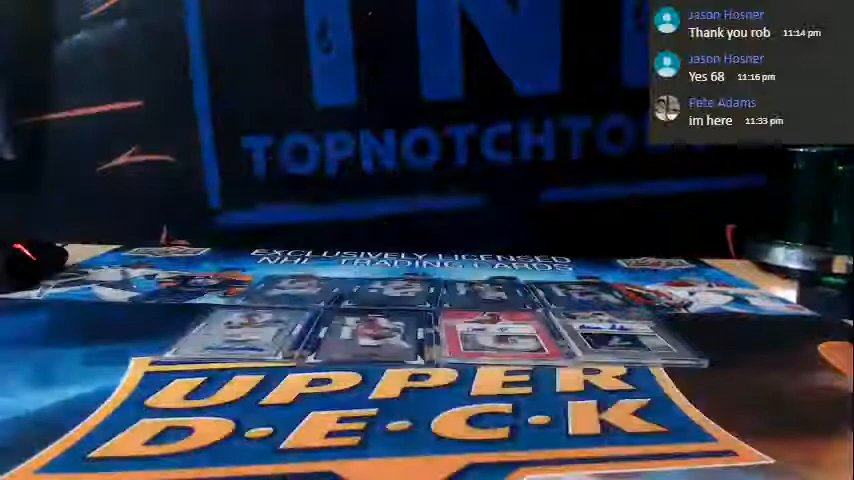 Jason Hosner
Thank you rob 11:14 pm
Jason Hosner
Yes 68 11:16 pm
Pete Adams
im here 11:33 pm
TOPNOTCHTO
EXCLUSIVELY LICENSED
NHL TRADING CARDS
UPPER
D·E·C·K